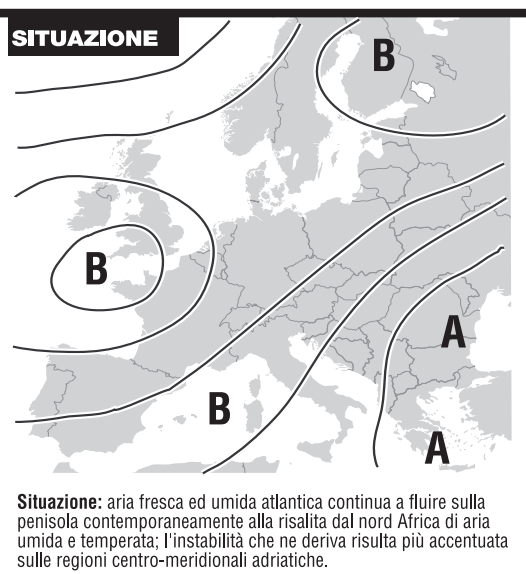 SITUAZIONE
B
B
A
B
A
Situazione: aria fresca ed umida atlantica continua a fluire sulla
penisola contemporaneamente alla risalita dal nord Africa di aria
umida e temperata; l'instabilità che ne deriva risulta più accentuata
sulle regioni centro-meridionali adriatiche.